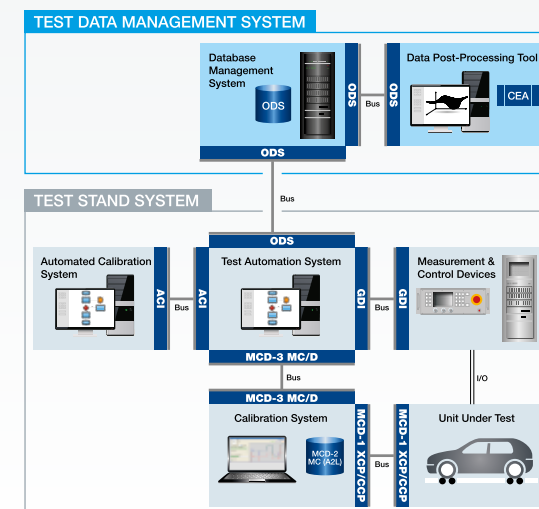 TEST DATA MANAGEMENT SYSTEM
Database
Management
System
ODS
ODS
Bus
ODS
Data Post-Processing Tool
CEA
ODS
Bus
TEST STAND SYSTEM
ODS
Automated Calibration
System
ACI
Bus
ACI
Test Automation System
GDI
Bus
GDI
Measurement &
Control Devices
MCD-3 MC/D
Bus
I/O
MCD-3 MC/D
Calibration System
MCD-2
MC (A2L)
MCD-1 XCP/CCP
Bus
MCD-1 XCP/CCP
Unit Under Test